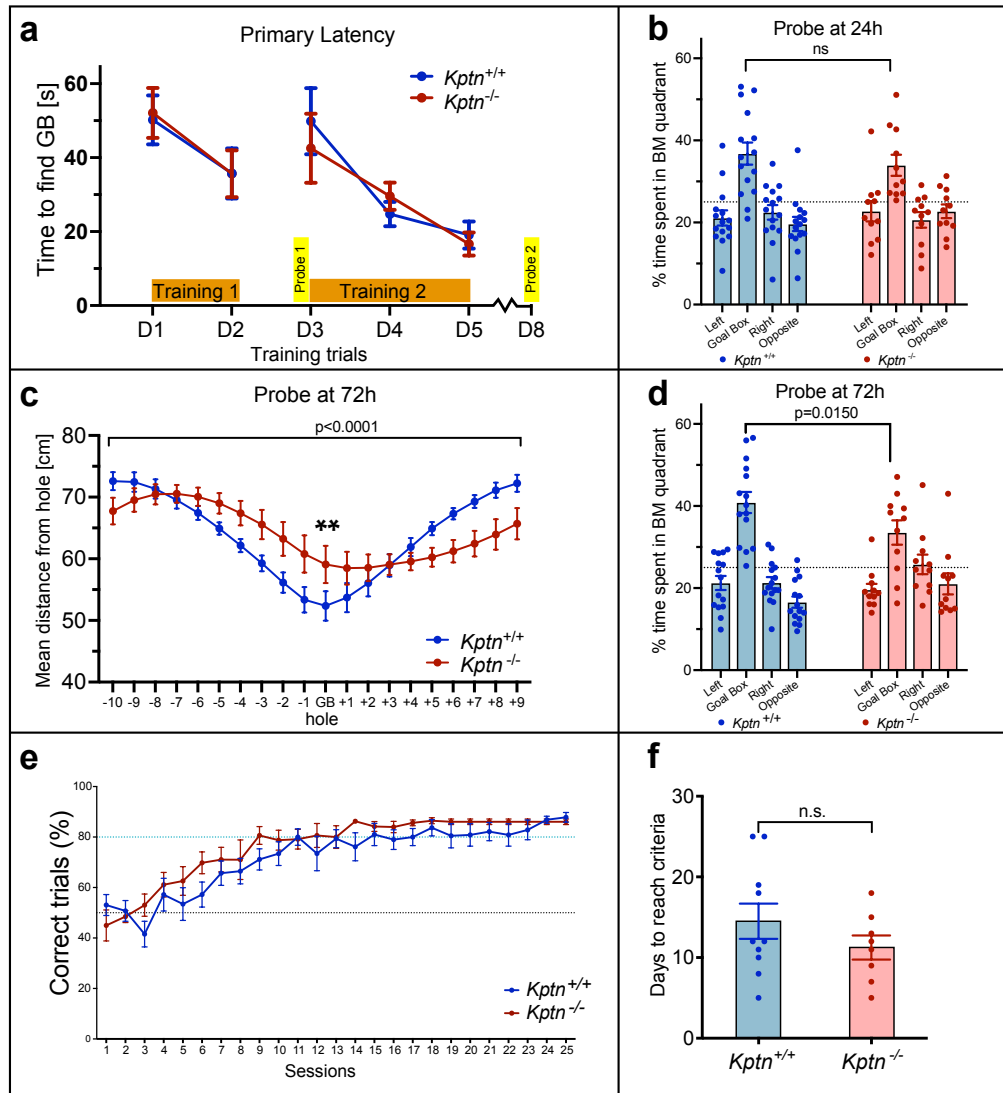 a
Primary Latency
Time to find GB [s]
60
40
20
0
Kptn+/+
Kptn-/-
Probe 1
Probe 2
Training 1
Training 2
D1 D2 D3 D4 D5 D8
Training trials
b
Probe at 24h
ns
% time spent in BM quadrant
60
40
20
0
Left Goal Box Right Opposite Left Goal Box Right Opposite
Kptn+/+ Kptn-/-
c
Probe at 72h
p<0.0001
Mean distance from hole [cm]
80
70
60
50
40
**
Kptn+/+
Kptn-/-
-10 -9 -8 -7 -6 -5 -4 -3 -2 -1 GB +1 +2 +3 +4 +5 +6 +7 +8 +9
hole
d
Probe at 72h
p=0.0150
% time spent in BM quadrant
60
40
20
0
Left Goal Box Right Opposite Left Goal Box Right Opposite
Kptn+/+ Kptn-/-
e
Correct trials (%)
100
80
60
40
20
0
Kptn+/+
Kptn-/-
1 2 3 4 5 6 7 8 9 10 11 12 13 14 15 16 17 18 19 20 21 22 23 24 25
Sessions
f
n.s.
Days to reach criteria
30
20
10
0
Kptn+/+ Kptn-/-